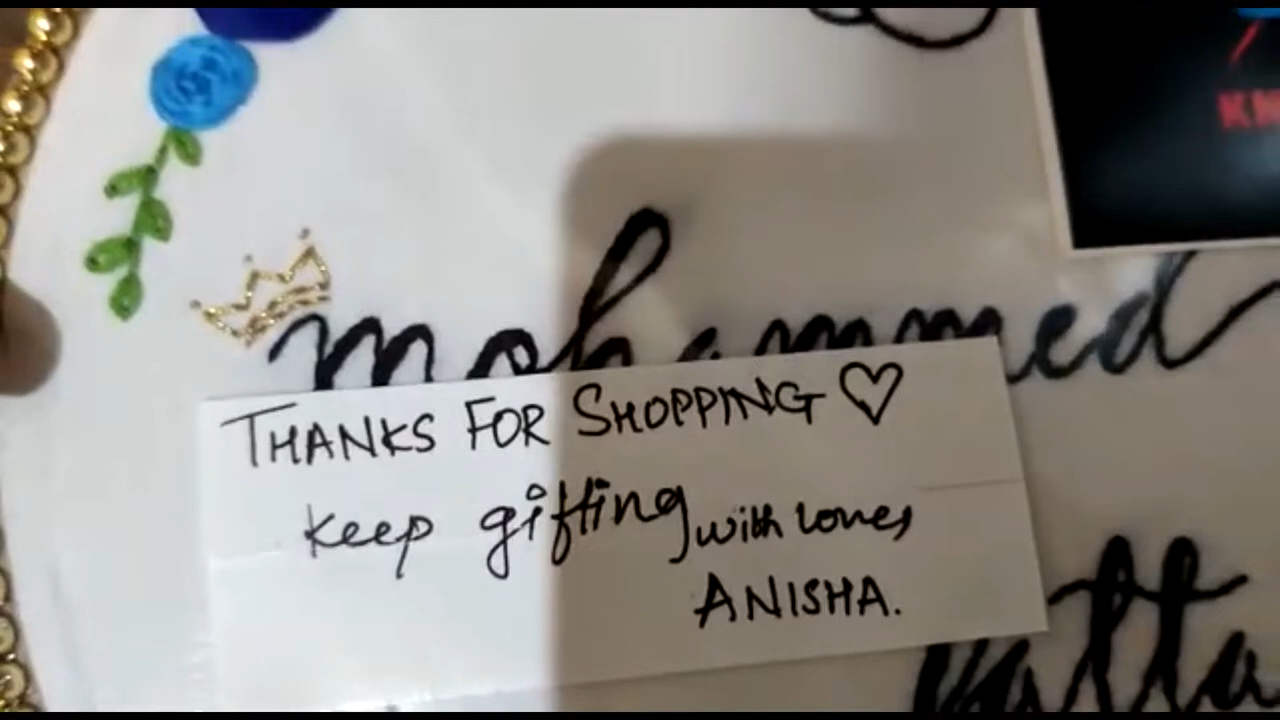 mohammed
THANKS FOR SHOPPING ♡
keep gifting with loves
ANISHA.